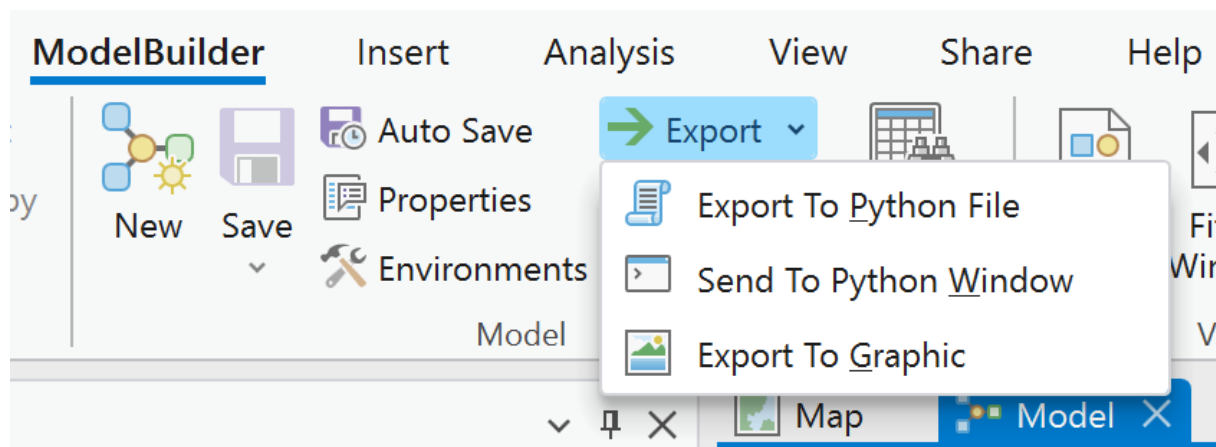 ModelBuilder Insert Analysis View Share Help
Auto Save
Export
Properties
New
Save
Environments
Model
Export To Python File
Send To Python Window
Export To Graphic
Map
Model